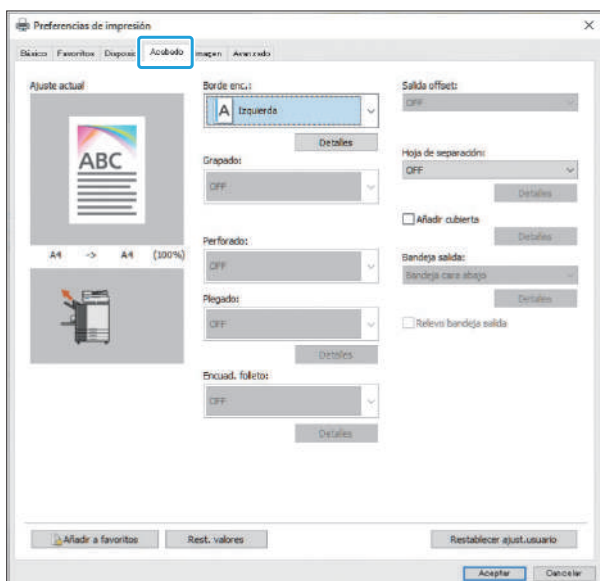 Preferencias de impresión
Básico Favoritos Disposic Acabado Imagen Avanzado
Ajuste actual
ABC
A4 -> A4 (100%)
Borde enc.:
A Izquierda
Detalles
Grapado:
OFF
Perforado:
OFF
Plegado:
OFF
Detalles
Encuad. folleto:
OFF
Detalles
Salida offset:
OFF
Hoja de separación:
OFF
Detalles
Añadir cubierta
Detalles
Bandeja salida:
Bandeja cara abajo
Detalles
Relevo bandeja salida
Añadir a favoritos
Rest. valores
Restablecer ajust.usuario
Aceptar
Cancelar